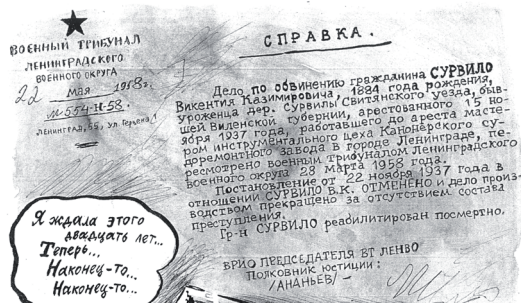 ВОЕННЫЙ ТРИБУНАЛ
ЛЕНИНГРАДСКОГО
ВОЕННОГО ОКРУГА
22 мая 1958г.
№554-Н-58.
ЛЕНИНГРАД, 55, УЛ. Герцена, 1
СПРАВКА.
Дело по обвинению гражданина СУРВИЛО
Викентия Казимировича, 1884 года рождения,
уроженца дер. Сурвилы Свитянского уезда, быв-
шей Виленской губернии, арестованного 15 но-
ября 1937 года, работавшего до ареста масте-
ром инструментального цеха Канонерского су-
доремонтного завода в городе Ленинграде, пе-
ресмотрено военным трибуналом Ленинградского
военного округа 28 марта 1958 года.
Постановление от 22 ноября 1937 года в
отношении СУРВИЛО В.К. ОТМЕНЕНО и дело произ-
водством прекращено за отсутствием состава
преступления.
Гр-н СУРВИЛО реабилитирован посмертно.
ВРИО ПРЕДСЕДАТЕЛЯ ВТ ЛЕНВО
Полковник юстиции:
/АНАНЬЕВ/ –
Я ждала этого
двадцать лет...
Теперь...
Наконец-то...
Наконец-то...